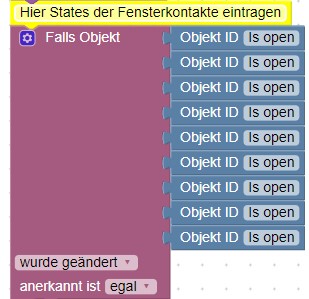 Hier States der Fensterkontakte eintragen
Falls Objekt Objekt ID Is open
Objekt ID Is open
Objekt ID Is open
Objekt ID Is open
Objekt ID Is open
Objekt ID Is open
Objekt ID Is open
Objekt ID Is open
Objekt ID Is open
wurde geändert
anerkannt ist egal